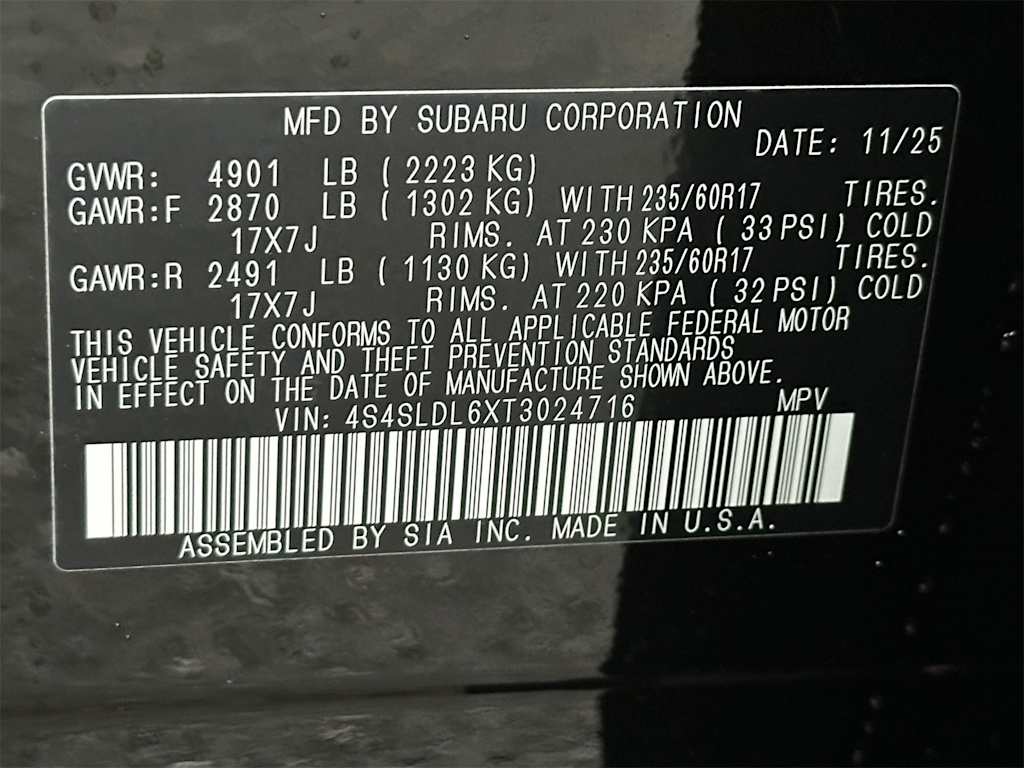 MFD BY SUBARU CORPORATION
DATE: 11/25
GVWR: 4901 LB ( 2223 KG)
GAWR:F 2870 LB ( 1302 KG) WITH 235/60R17 TIRES.
17X7J RIMS. AT 230 KPA ( 33 PSI) COLD
GAWR:R 2491 LB ( 1130 KG) WITH 235/60R17 TIRES.
17X7J RIMS. AT 220 KPA ( 32 PSI) COLD
THIS VEHICLE CONFORMS TO ALL APPLICABLE FEDERAL MOTOR
VEHICLE SAFETY AND THEFT PREVENTION STANDARDS
IN EFFECT ON THE DATE OF MANUFACTURE SHOWN ABOVE.
VIN: 4S4SLDL6XT3024716 MPV
ASSEMBLED BY SIA INC. MADE IN U.S.A.